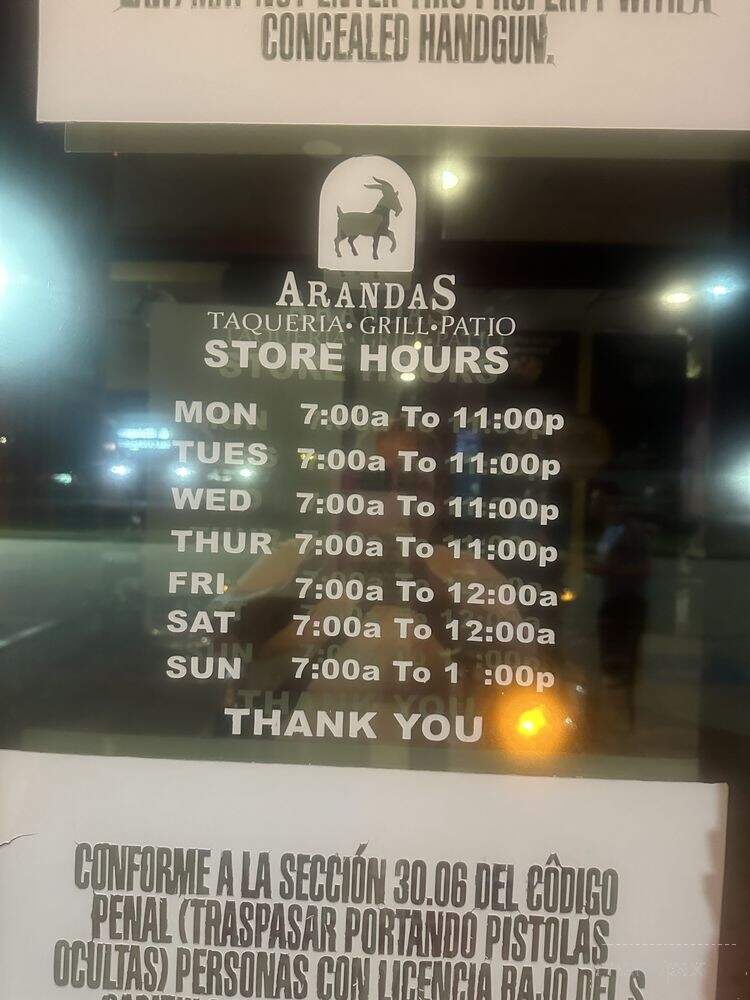 CONCEALED HANDGUN.
ARANDAS
TAQUERIA• GRILL•PATIO
STORE HOURS
MON 7:00a To 11:00p
TUES 7:00a To 11:00p
WED 7:00a To 11:00p
THUR 7:00a To 11:00p
FRI 7:00a To 12:00a
SAT 7:00a To 12:00a
SUN 7:00a To 1 :00p
THANK YOU
CONFORME A LA SECCIÓN 30.06 DEL CÔDIGO
PENAL (TRASPASAR PORTANDO PISTOLAS
OCULTAS) PERSONAS CON LICENCIA BAJO DEL S